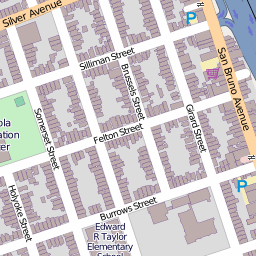 Silver Avenue
P
Silliman Street
San Bruno Avenue
Brussels Street
Girard Street
Somerset Street
Felton Street
P
Holyoke Street
Burrows Street
Edward
R Taylor
Elementary